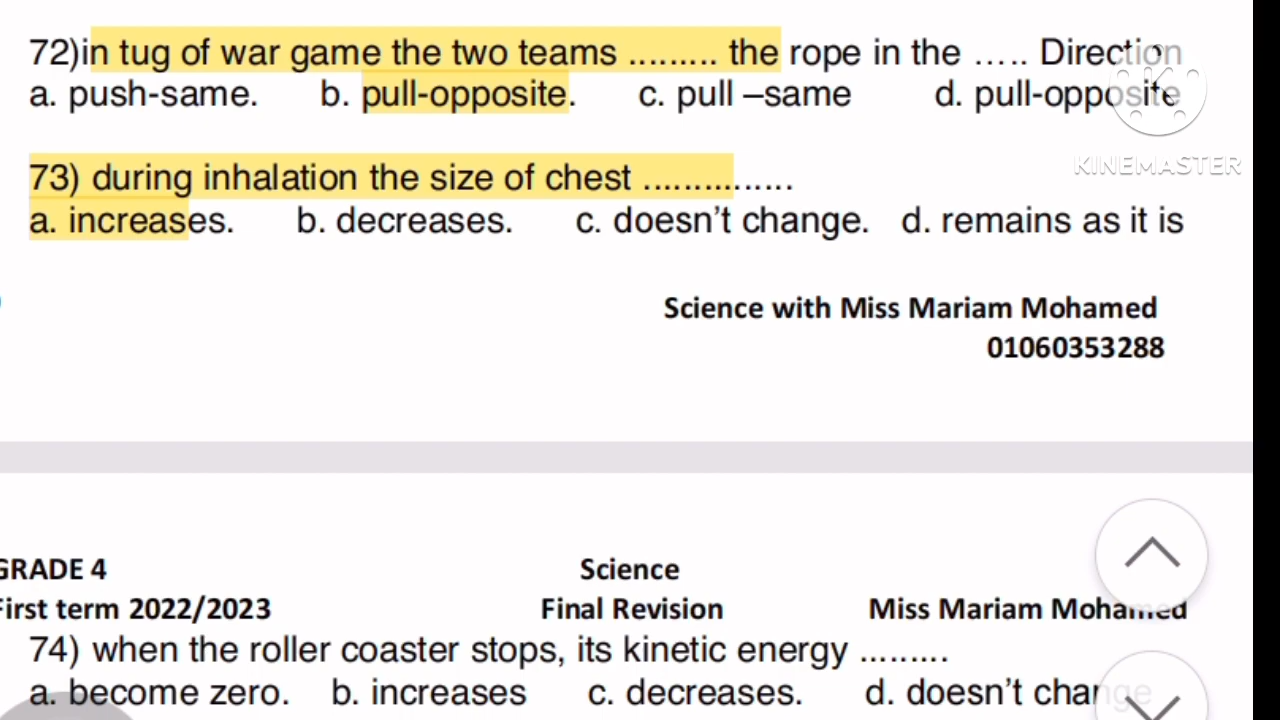 72)in tug of war game the two teams ......... the rope in the ..... Direction
a. push-same. b. pull-opposite. c. pull –same d. pull-opposite
KINEMASTER
73) during inhalation the size of chest ...............
a. increases. b. decreases. c. doesn’t change. d. remains as it is
Science with Miss Mariam Mohamed
01060353288
GRADE 4 Science
First term 2022/2023 Final Revision Miss Mariam Mohamed
74) when the roller coaster stops, its kinetic energy .........
a. become zero. b. increases c. decreases. d. doesn’t change